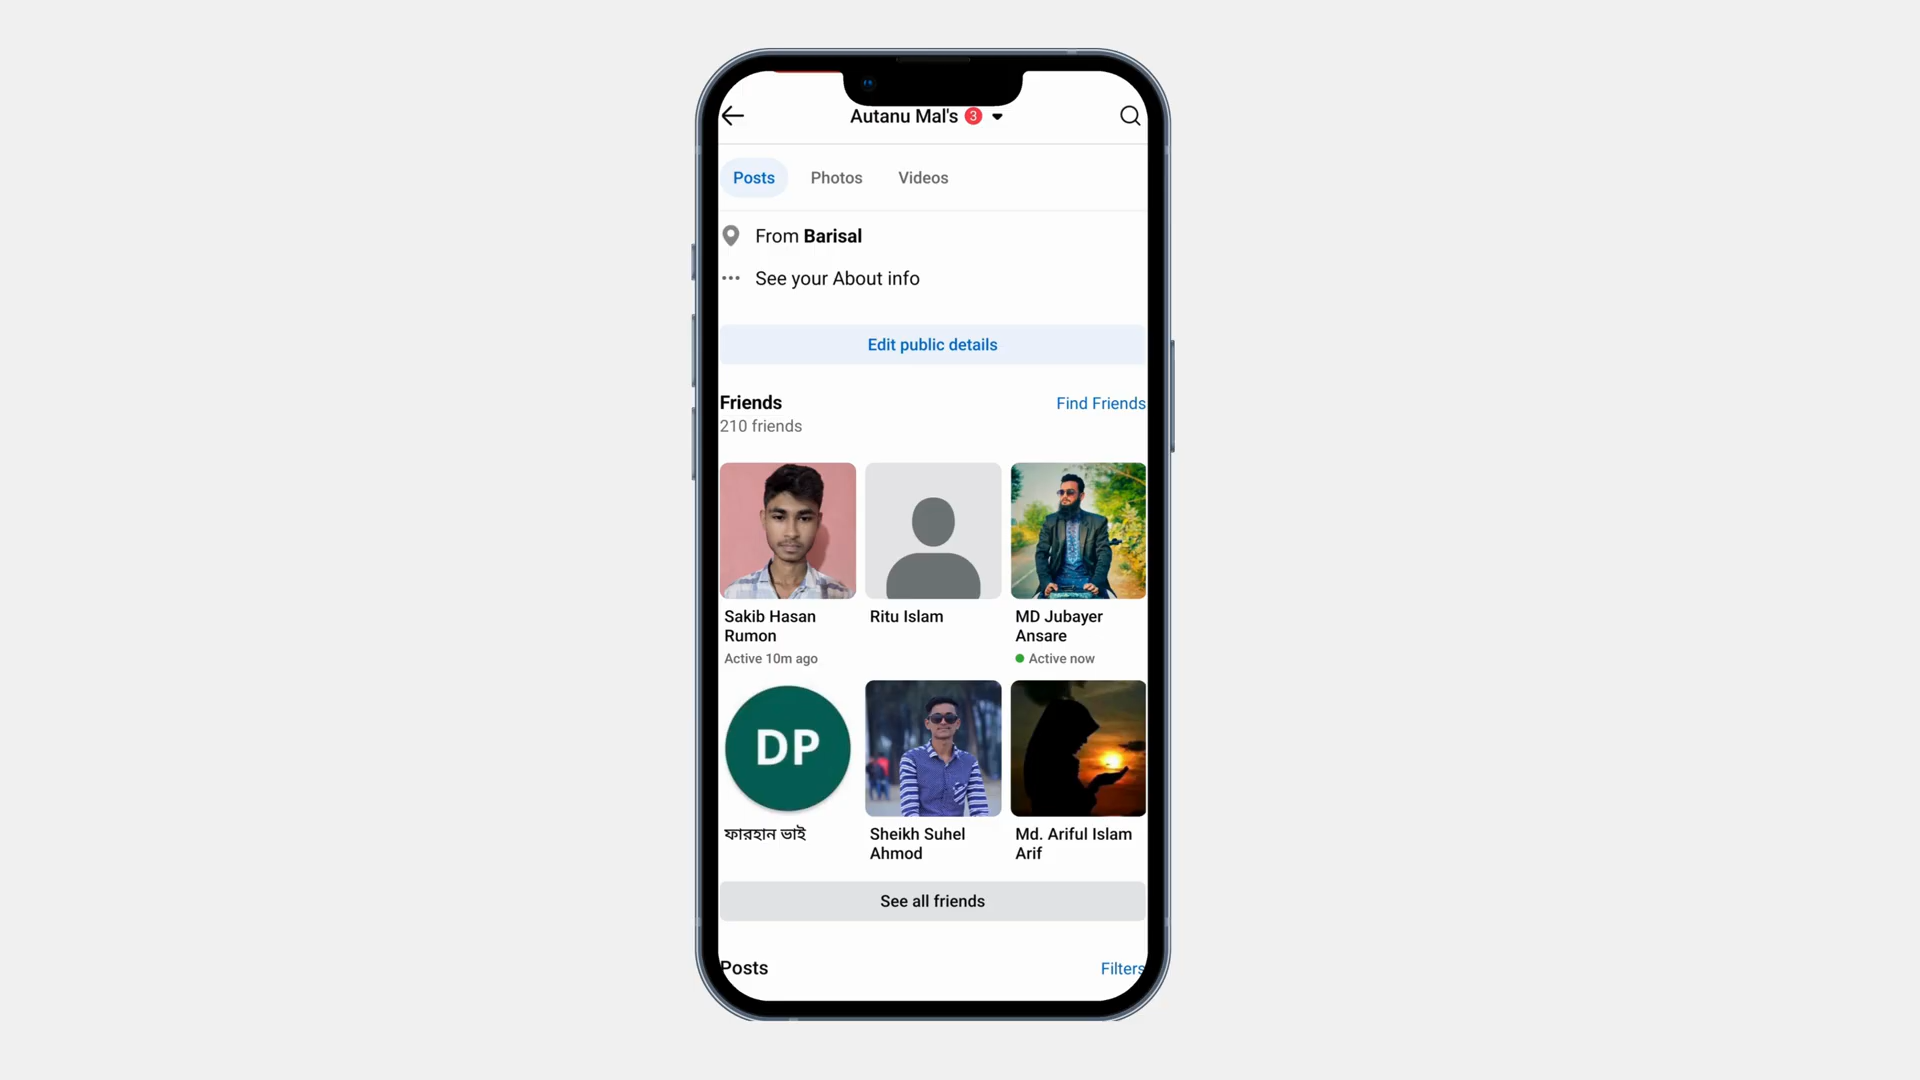 Autanu Mal's 3
Posts Photos Videos
From Barisal
See your About info
Edit public details
Friends Find Friends
210 friends
Sakib Hasan
Rumon
Active 10m ago
Ritu Islam
MD Jubayer
Ansare
Active now
DP
ফারহান ভাই
Sheikh Suhel
Ahmod
Md. Ariful Islam
Arif
See all friends
Posts Filters